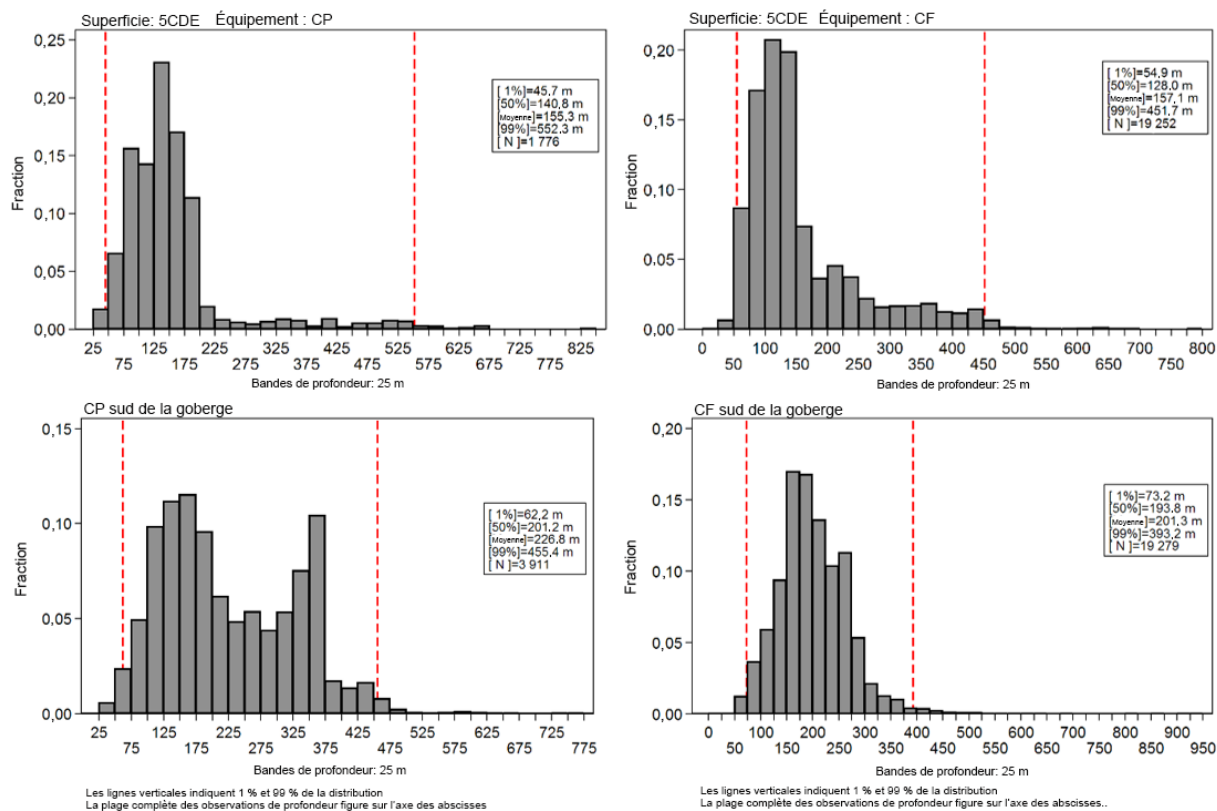 Superficie: 5CDE Équipement : CP
0,25
0,20
0,15
0,10
0,05
0,00
Fraction
[ 1%]=45.7 m
[50%]=140,8 m
[Moyenne]=155.3 m
[99%]=552.3 m
[ N ]=1 776
25 125 225 325 425 525 625 725 825
75 175 275 375 475 575 675 775
Bandes de profondeur: 25 m
Superficie: 5CDE Équipement : CF
0,20
0,15
0,10
0,05
0,00
Fraction
[ 1%]=54.9 m
[50%]=128.0 m
[Moyenne]=157,1 m
[99%]=451.7 m
[ N ]=19 252
0 100 200 300 400 500 600 700 800
50 150 250 350 450 550 650 750
Bandes de profondeur: 25 m
CP sud de la goberge
0,15
0,10
0,05
0,00
Fraction
[ 1%]=62,2 m
[50%]=201.2 m
[Moyenne]=226.8 m
[99%]=455.4 m
[ N ]=3 911
25 125 225 325 425 525 625 725
75 175 275 375 475 575 675 775
Bandes de profondeur: 25 m
Les lignes verticales indiquent 1 % et 99 % de la distribution
La plage complète des observations de profondeur figure sur l'axe des abscisses
CF sud de la goberge
0,20
0,15
0,10
0,05
0,00
Fraction
[ 1%]=73.2 m
[50%]=193.8 m
[Moyenne]=201,3 m
[99%]=393,2 m
[ N ]=19 279
0 100 200 300 400 500 600 700 800 900
50 150 250 350 450 550 650 750 850 950
Bandes de profondeur: 25 m
Les lignes verticales indiquent 1 % et 99 % de la distribution
La plage complète des observations de profondeur figure sur l'axe des abscisses..